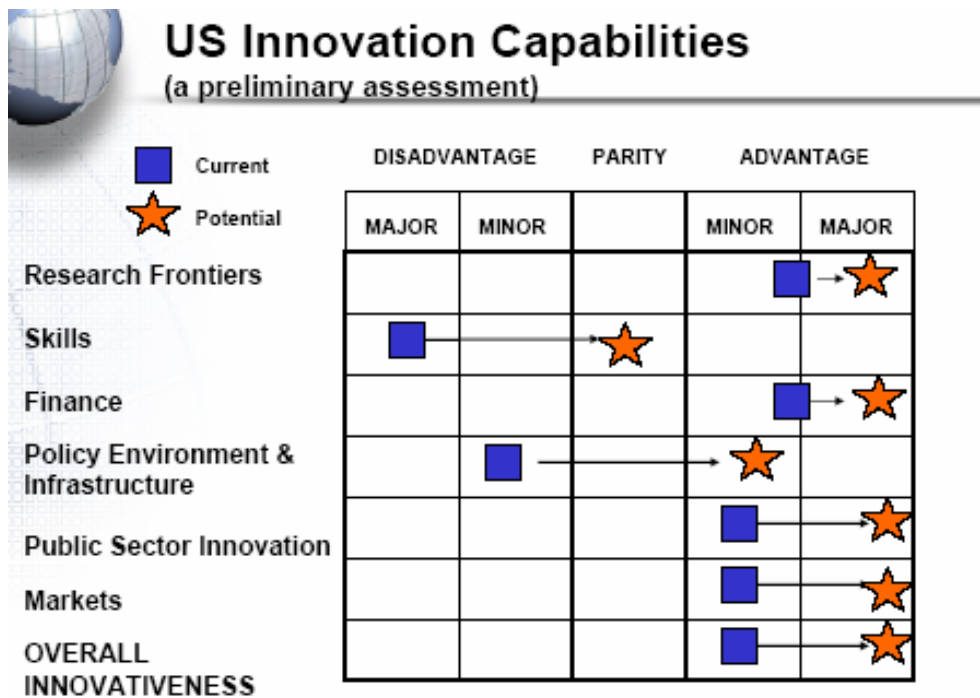 US Innovation Capabilities
(a preliminary assessment)
Current
Potential
DISADVANTAGE PARITY ADVANTAGE
MAJOR MINOR MINOR MAJOR
Research Frontiers
Skills
Finance
Policy Environment &
Infrastructure
Public Sector Innovation
Markets
OVERALL
INNOVATIVENESS